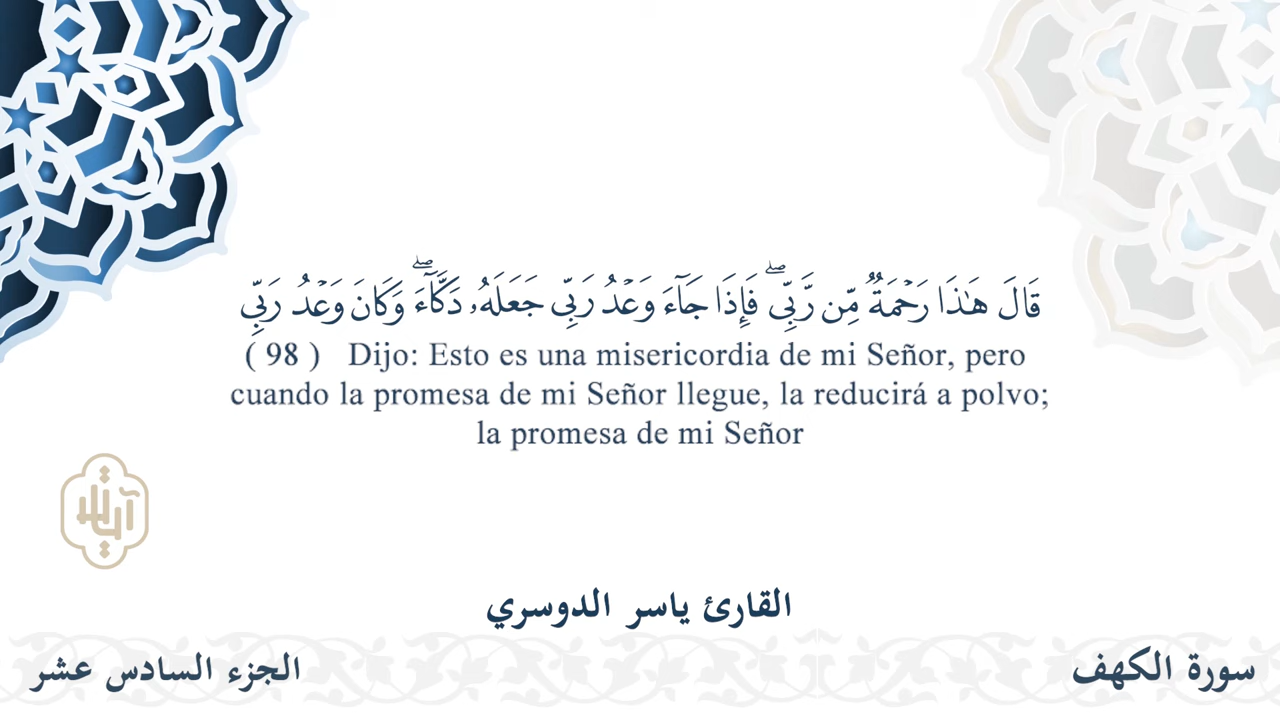 قَالَ هَـٰذَا رَحْمَةٌ مِّن رَّبِّى ۖ فَإِذَا جَآءَ وَعْدُ رَبِّى جَعَلَهُۥ دَكَّآءَ ۖ وَكَانَ وَعْدُ رَبِّى
( 98 ) Dijo: Esto es una misericordia de mi Señor, pero
cuando la promesa de mi Señor llegue, la reducirá a polvo;
la promesa de mi Señor
آيات
القارئ ياسر الدوسري
سورة الكهف
الجزء السادس عشر